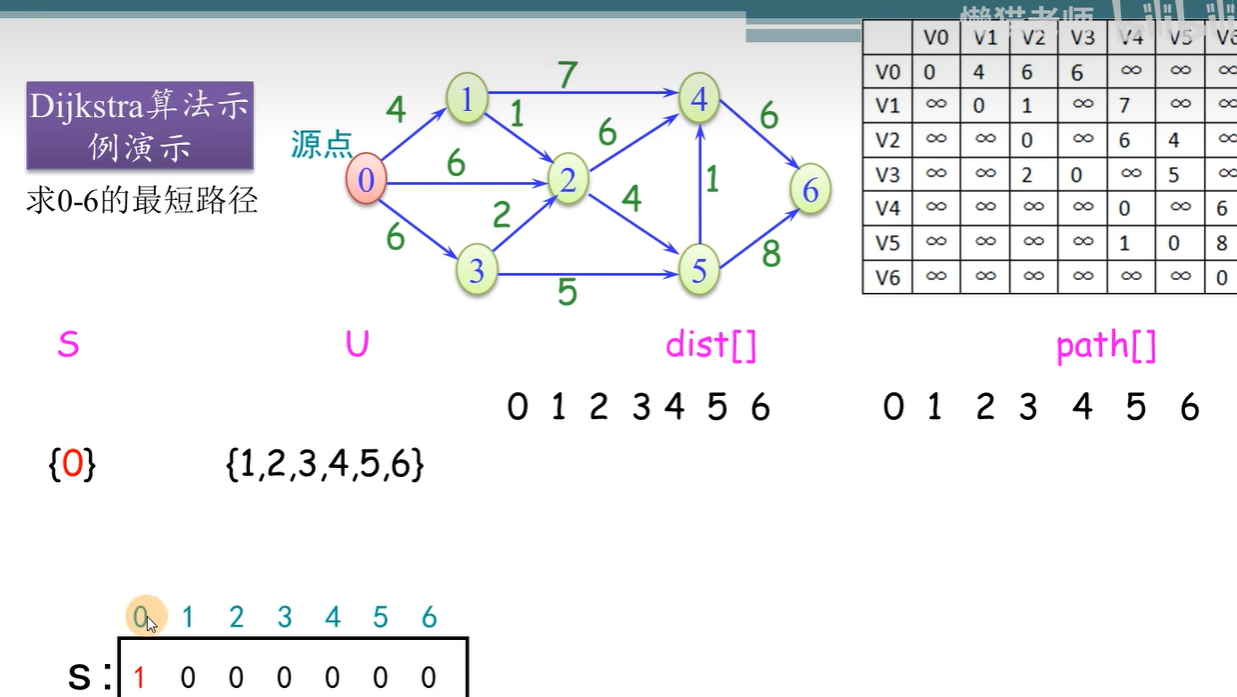 懒猫老师 bilibili
Dijkstra算法示
例演示
求0-6的最短路径
源点
0
1
2
3
4
5
6
4
6
6
7
1
2
5
6
4
1
6
8
V0 V1 V2 V3 V4 V5 V6
V0 0 4 6 6 ∞ ∞ ∞
V1 ∞ 0 1 ∞ 7 ∞ ∞
V2 ∞ ∞ 0 ∞ 6 4 ∞
V3 ∞ ∞ 2 0 ∞ 5 ∞
V4 ∞ ∞ ∞ ∞ 0 ∞ 6
V5 ∞ ∞ ∞ ∞ 1 0 8
V6 ∞ ∞ ∞ ∞ ∞ ∞ 0
S U dist[] path[]
0 1 2 3 4 5 6 0 1 2 3 4 5 6
{0} {1,2,3,4,5,6}
0 1 2 3 4 5 6
s: 1 0 0 0 0 0 0